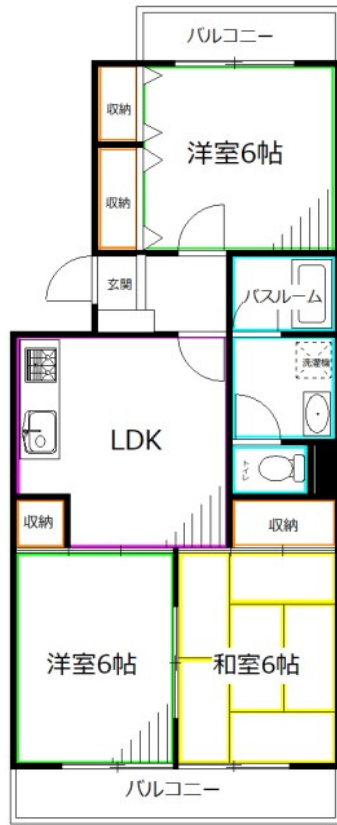 バルコニー
収納
洋室6帖
収納
玄関
バスルーム
洗濯機
LDK
トイレ
収納
収納
洋室6帖
和室6帖
バルコニー